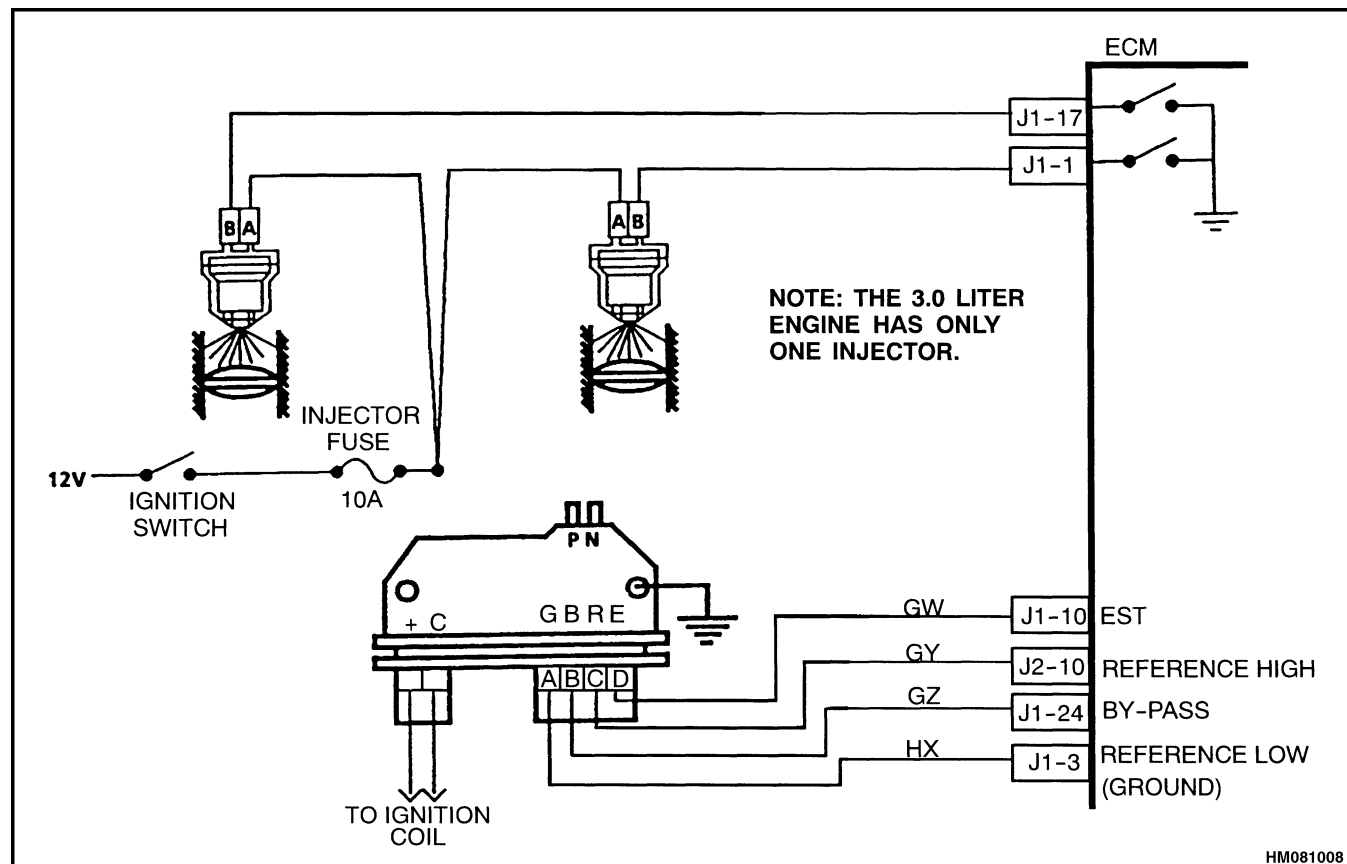 ECM
J1-17
J1-1
B A
A B
NOTE: THE 3.0 LITER
ENGINE HAS ONLY
ONE INJECTOR.
INJECTOR
FUSE
12V
10A
IGNITION
SWITCH
P N
+ C
G B R E
A B C D
GW
J1-10
EST
GY
J2-10
REFERENCE HIGH
GZ
J1-24
BY-PASS
HX
J1-3
REFERENCE LOW
(GROUND)
TO IGNITION
COIL
HM081008